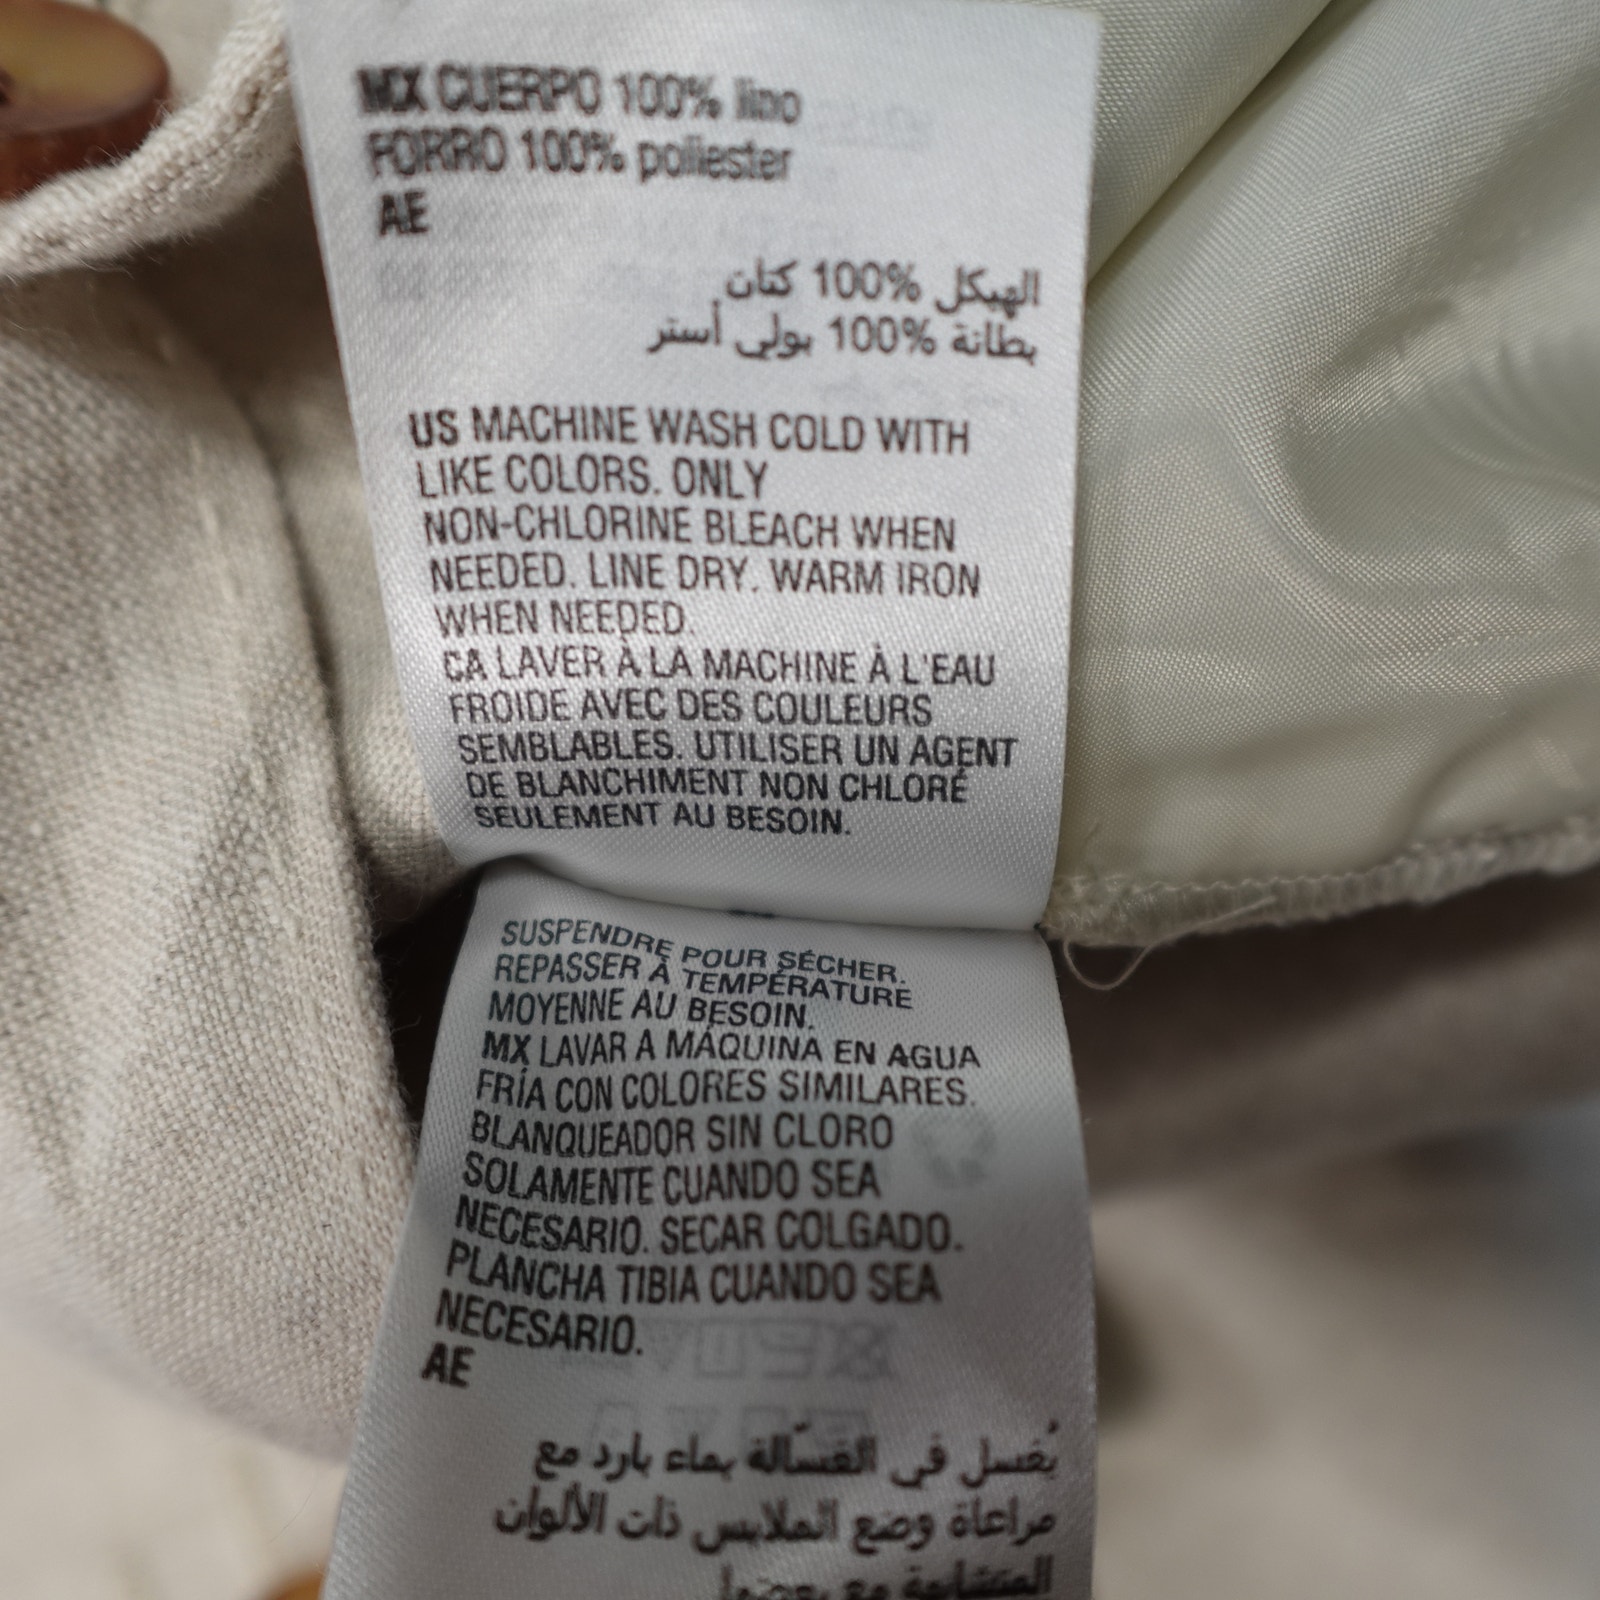 MX CUERPO 100% lino
FORRO 100% poliester
AE
الهيكل 100% كتان
بطانة 100% بولي أستر
US MACHINE WASH COLD WITH
LIKE COLORS. ONLY
NON-CHLORINE BLEACH WHEN
NEEDED. LINE DRY. WARM IRON
WHEN NEEDED.
CA LAVER À LA MACHINE À L'EAU
FROIDE AVEC DES COULEURS
SEMBLABLES. UTILISER UN AGENT
DE BLANCHIMENT NON CHLORÉ
SEULEMENT AU BESOIN.
SUSPENDRE POUR SÉCHER.
REPASSER À TEMPÉRATURE
MOYENNE AU BESOIN.
MX LAVAR A MÁQUINA EN AGUA
FRÍA CON COLORES SIMILARES.
BLANQUEADOR SIN CLORO
SOLAMENTE CUANDO SEA
NECESARIO. SECAR COLGADO.
PLANCHA TIBIA CUANDO SEA
NECESARIO.
AE
يُغسل في الغسّالة بماء بارد مع
مراعاة وضع الملابس ذات الألوان
المتشابهة مع